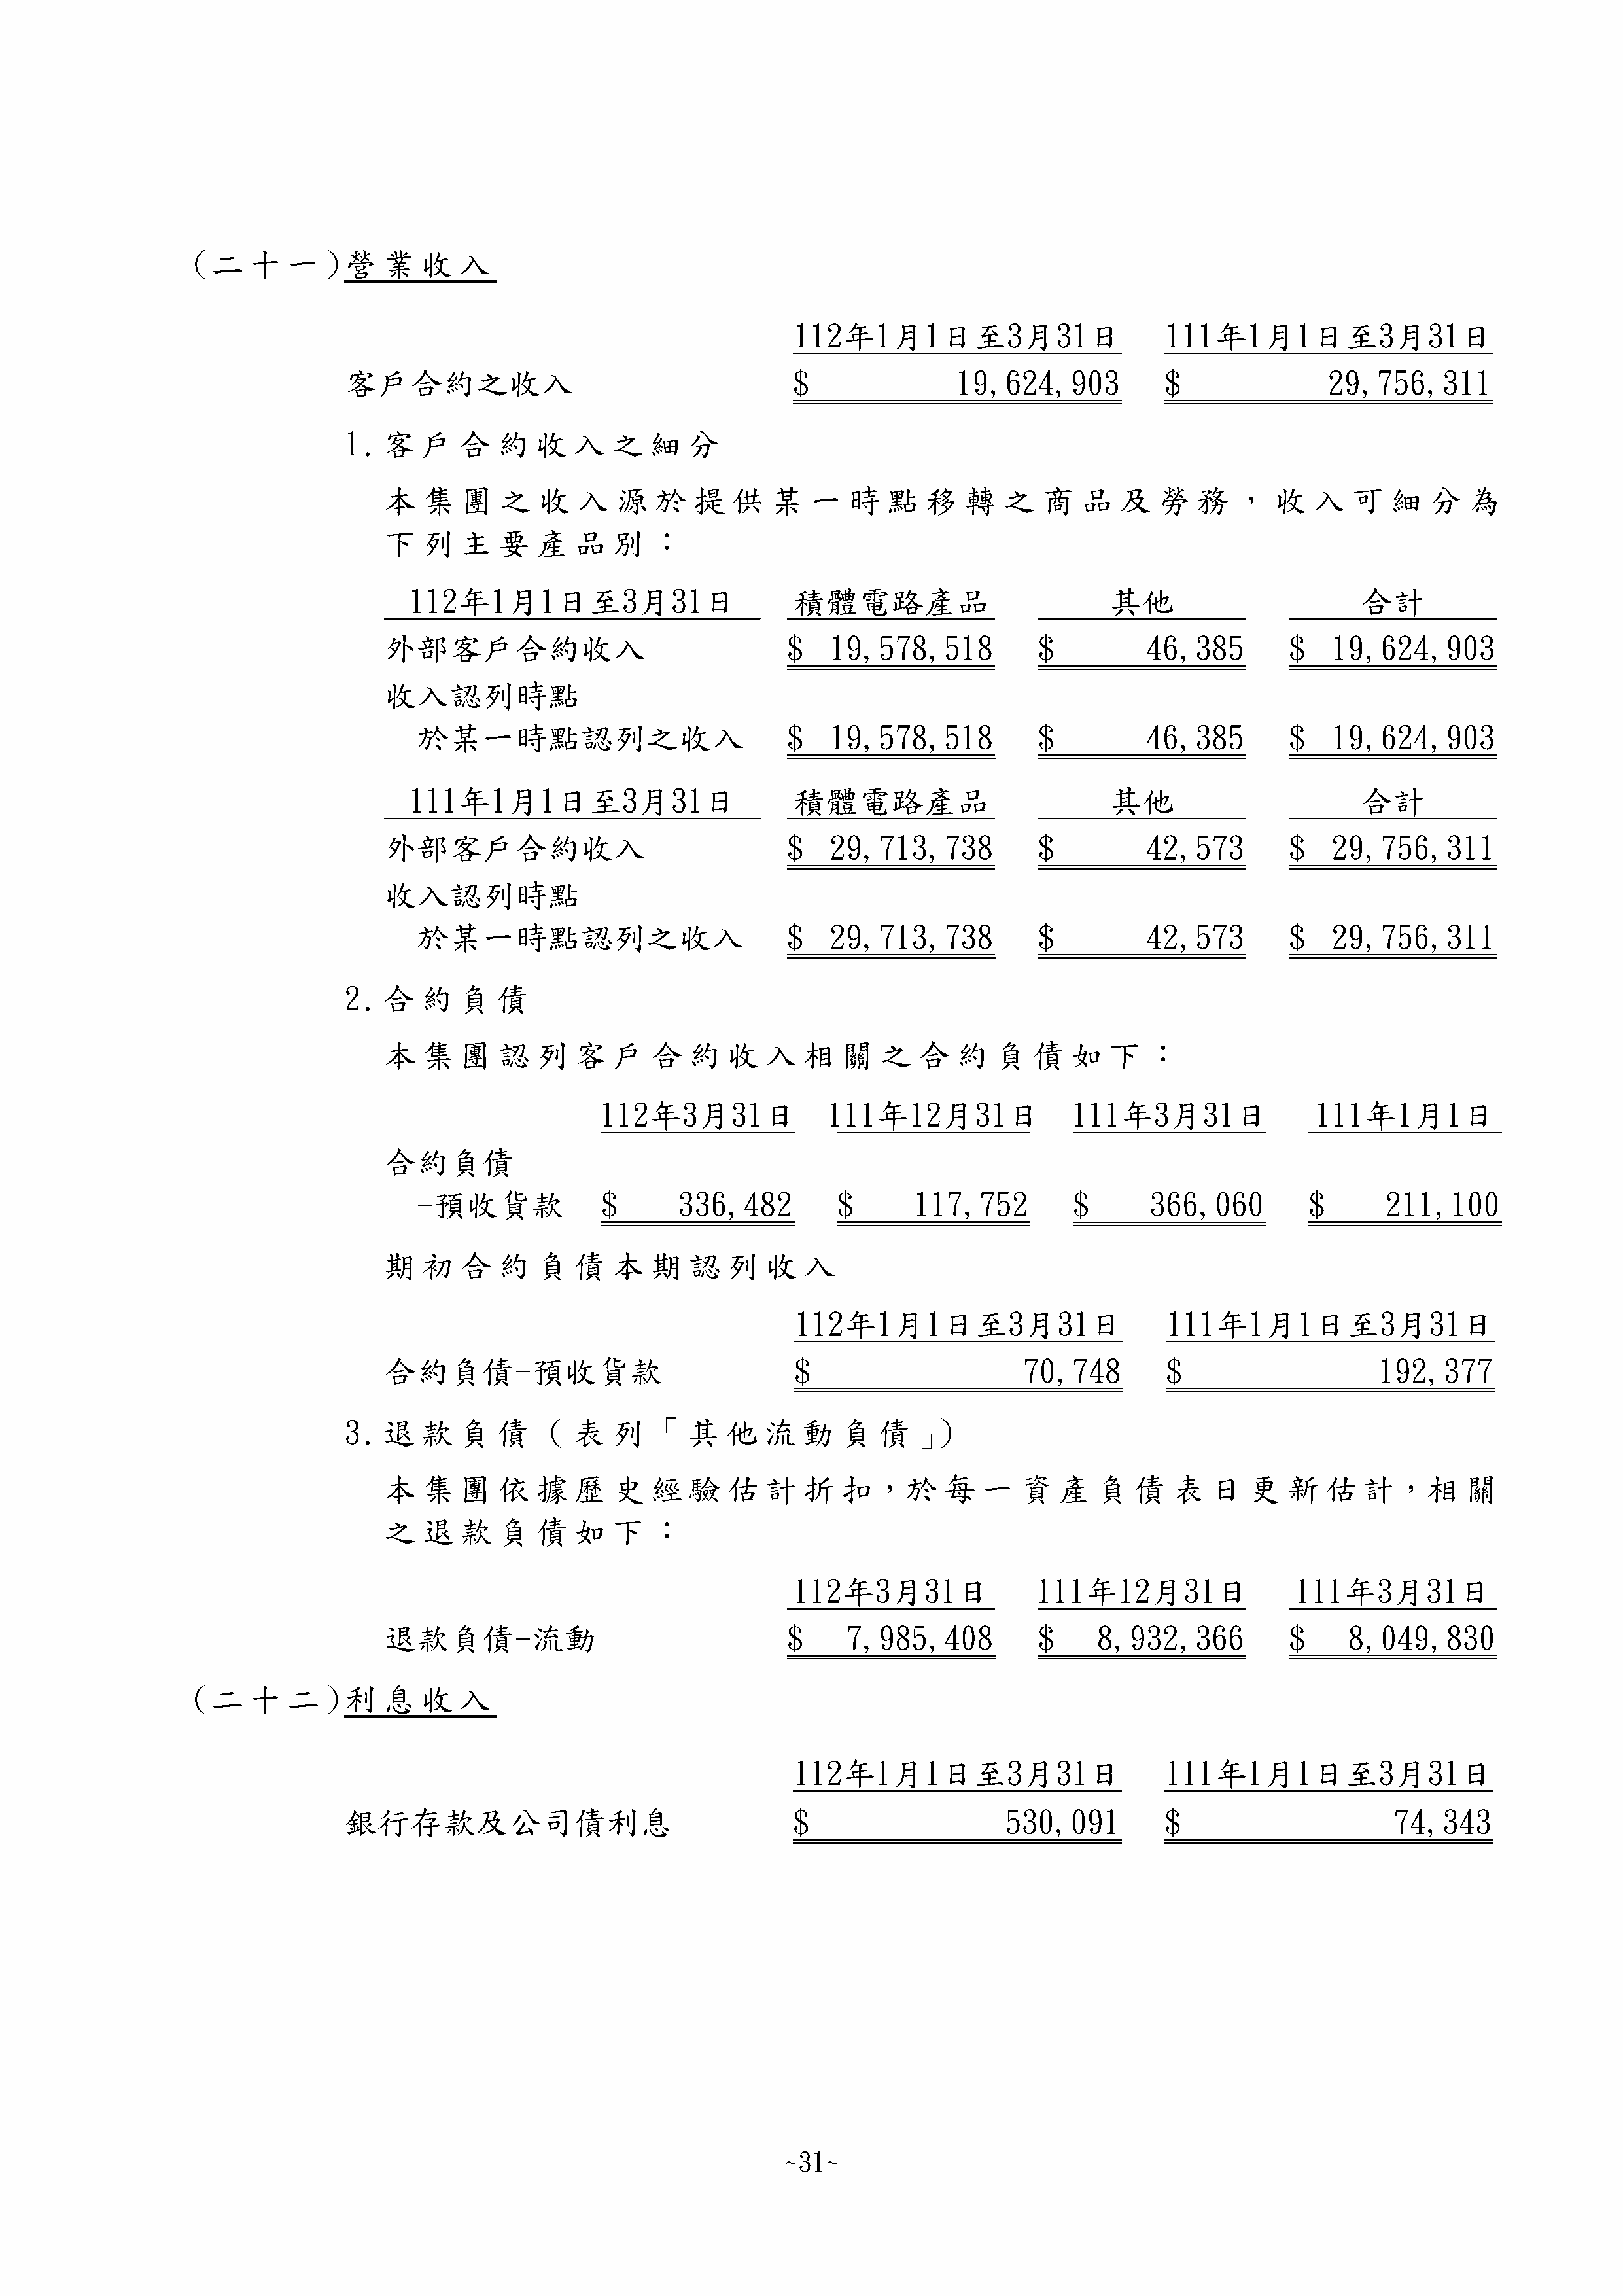 (二十一)營業收入
112年1月1日至3月31日 111年1月1日至3月31日
客戶合約之收入 $ 19,624,903 $ 29,756,311
1.客戶合約收入之細分
本集團之收入源於提供某一時點移轉之商品及勞務，收入可細分為
下列主要產品別：
112年1月1日至3月31日 積體電路產品 其他 合計
外部客戶合約收入 $ 19,578,518 $ 46,385 $ 19,624,903
收入認列時點
於某一時點認列之收入 $ 19,578,518 $ 46,385 $ 19,624,903
111年1月1日至3月31日 積體電路產品 其他 合計
外部客戶合約收入 $ 29,713,738 $ 42,573 $ 29,756,311
收入認列時點
於某一時點認列之收入 $ 29,713,738 $ 42,573 $ 29,756,311
2.合約負債
本集團認列客戶合約收入相關之合約負債如下：
112年3月31日 111年12月31日 111年3月31日 111年1月1日
合約負債
-預收貨款 $ 336,482 $ 117,752 $ 366,060 $ 211,100
期初合約負債本期認列收入
112年1月1日至3月31日 111年1月1日至3月31日
合約負債-預收貨款 $ 70,748 $ 192,377
3.退款負債（表列「其他流動負債」）
本集團依據歷史經驗估計折扣，於每一資產負債表日更新估計，相關
之退款負債如下：
112年3月31日 111年12月31日 111年3月31日
退款負債-流動 $ 7,985,408 $ 8,932,366 $ 8,049,830
(二十二)利息收入
112年1月1日至3月31日 111年1月1日至3月31日
銀行存款及公司債利息 $ 530,091 $ 74,343
~31~